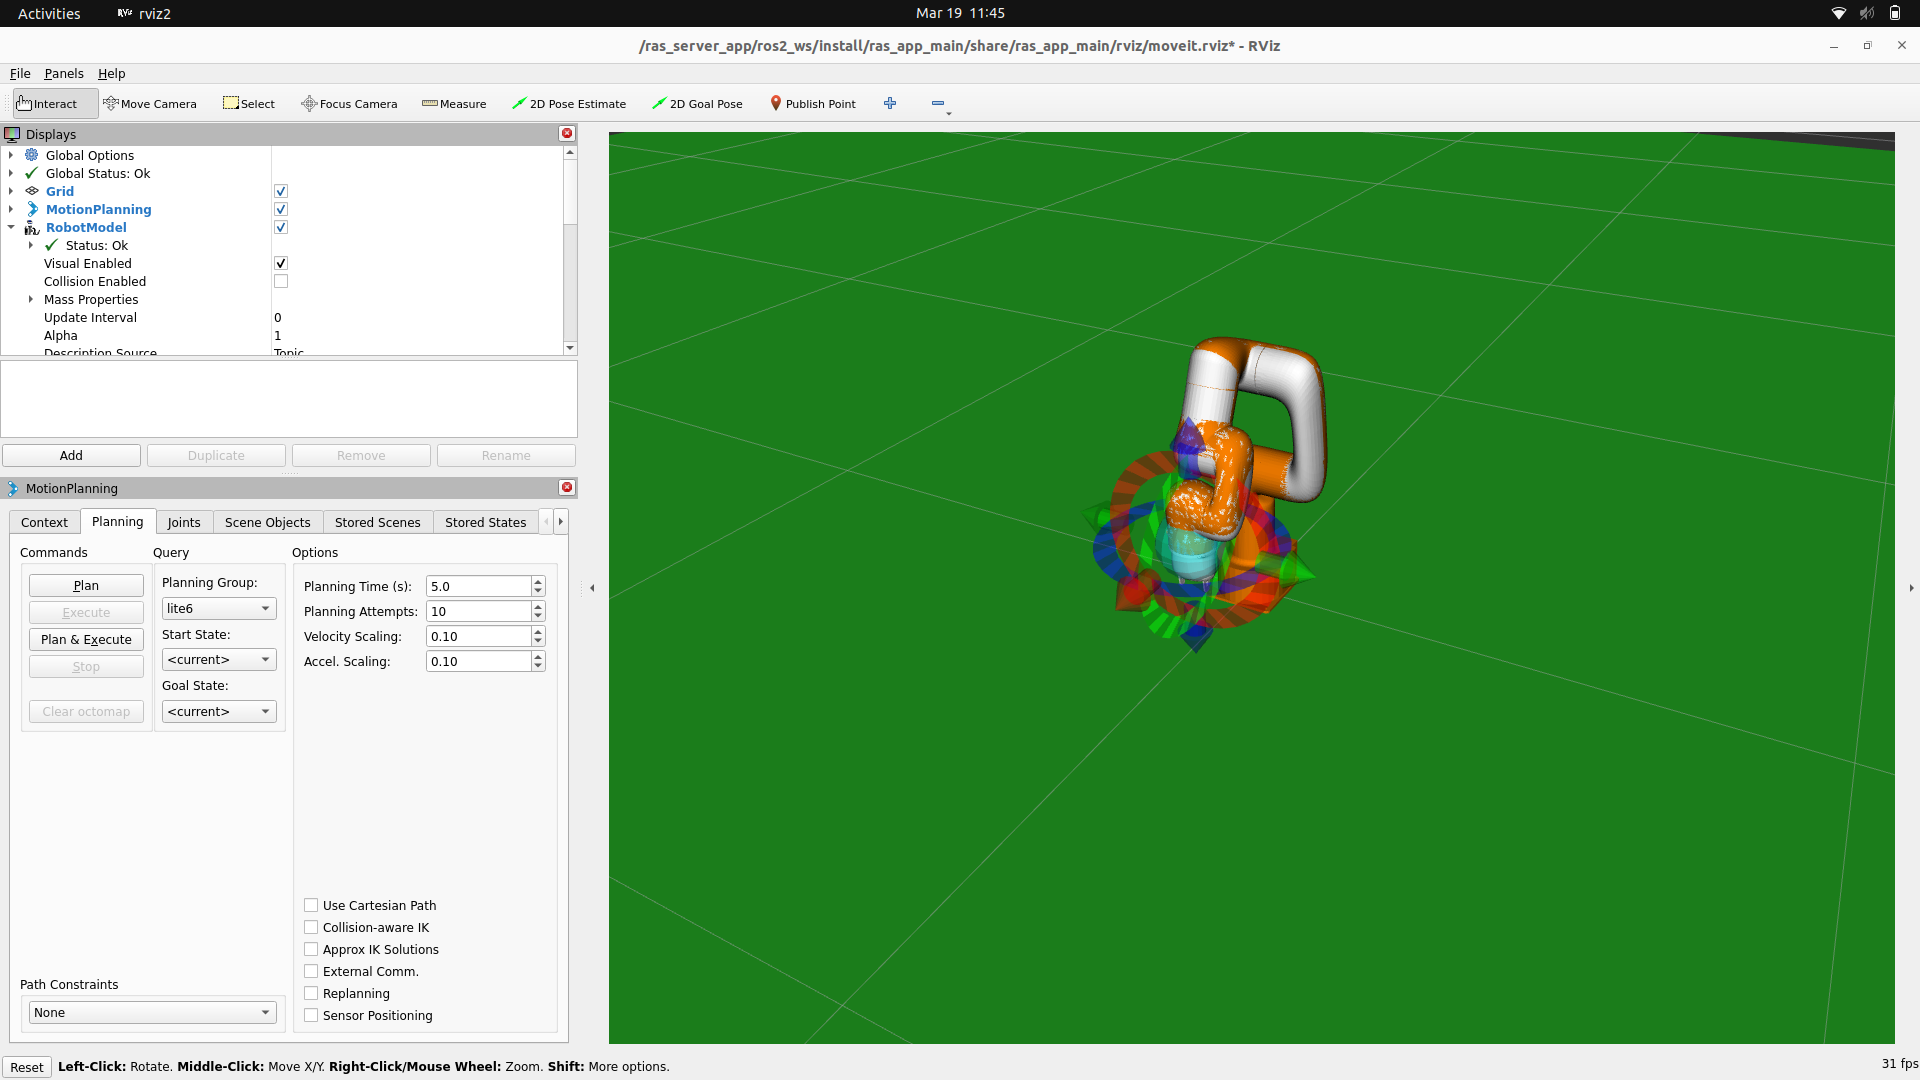 Activities
rviz2
Mar 19 11:45
/ras_server_app/ros2_ws/install/ras_app_main/share/ras_app_main/rviz/moveit.rviz* - RViz
File Panels Help
Interact
Move Camera
Select
Focus Camera
Measure
2D Pose Estimate
2D Goal Pose
Publish Point
Displays
Global Options
Global Status: Ok
Grid
MotionPlanning
RobotModel
Status: Ok
Visual Enabled
Collision Enabled
Mass Properties
Update Interval 0
Alpha 1
Description Source Topic
Add
Duplicate
Remove
Rename
MotionPlanning
Context
Planning
Joints
Scene Objects
Stored Scenes
Stored States
Commands
Plan
Execute
Plan & Execute
Stop
Clear octomap
Query
Planning Group:
lite6
Start State:
<current>
Goal State:
<current>
Options
Planning Time (s): 5.0
Planning Attempts: 10
Velocity Scaling: 0.10
Accel. Scaling: 0.10
Use Cartesian Path
Collision-aware IK
Approx IK Solutions
External Comm.
Replanning
Sensor Positioning
Path Constraints
None
Reset
Left-Click: Rotate. Middle-Click: Move X/Y. Right-Click/Mouse Wheel: Zoom. Shift: More options.
31 fps